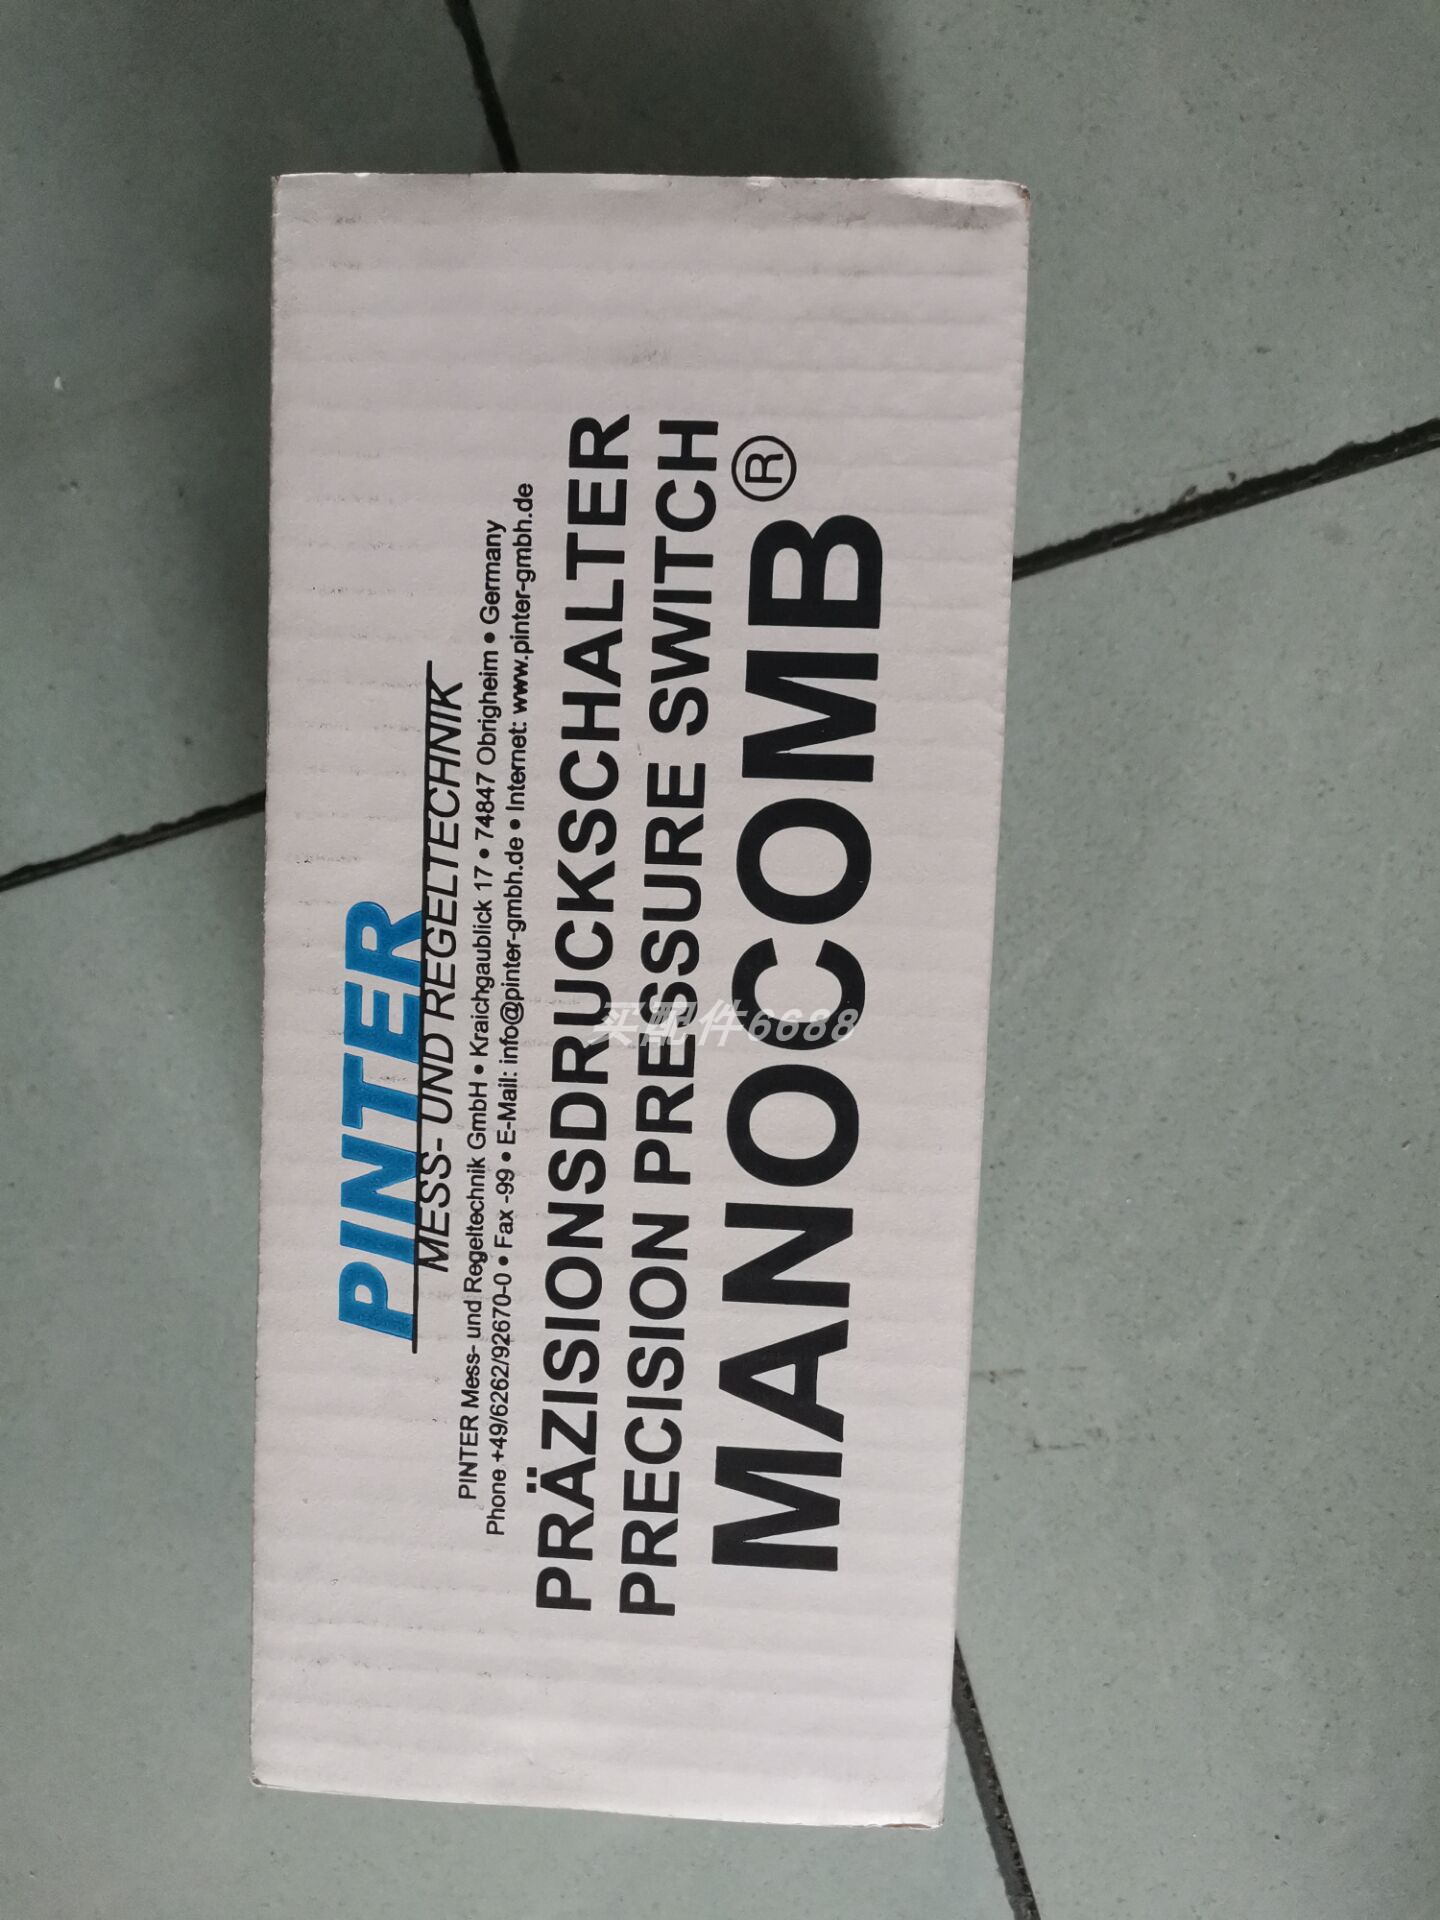 PINTER
MESS- UND REGELTECHNIK
PINTER Mess- und Regeltechnik GmbH • Kraichgaublick 17 • 74847 Obrigheim • Germany
Phone +49/6262/92670-0 • Fax -99 • E-Mail: info@pinter-gmbh.de • Internet: www.pinter-gmbh.de
PRÄZISIONSDRUCKSCHALTER
PRECISION PRESSURE SWITCH
MANOCOMB®
买配件6688